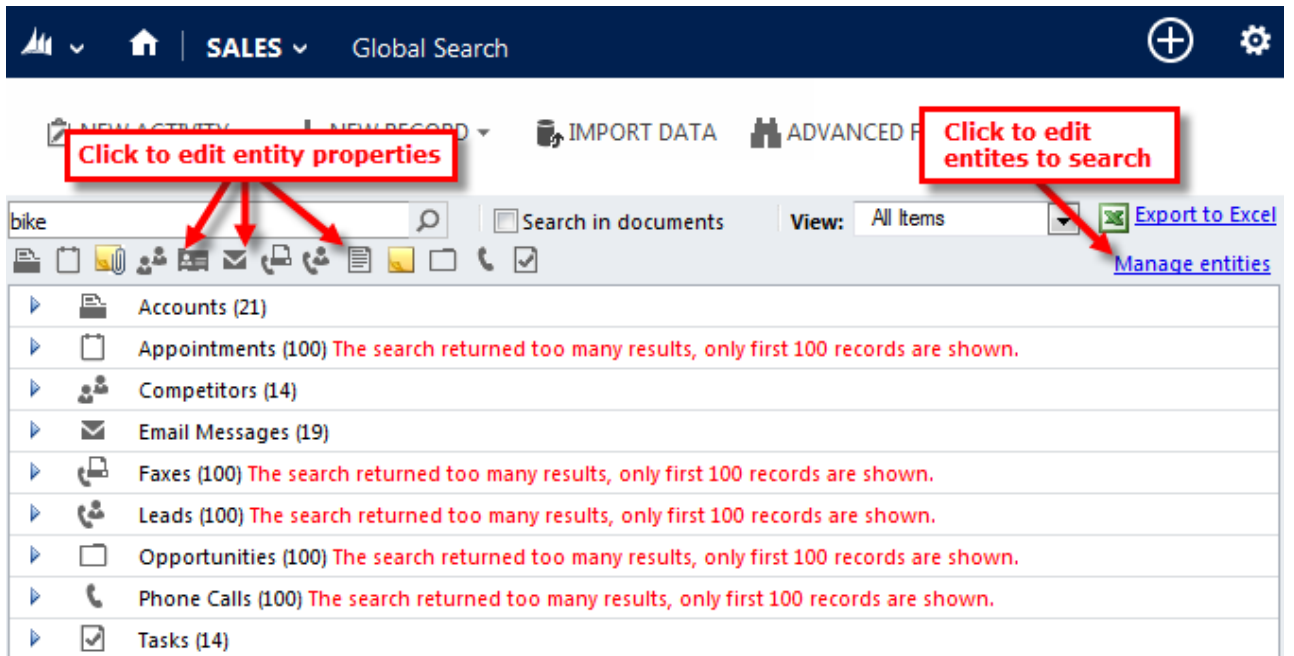 SALES Global Search
NEW ACTIVITY NEW RECORD IMPORT DATA ADVANCED F
Click to edit entity properties
Click to edit
entites to search
bike Search in documents View: All Items Export to Excel
Manage entities
Accounts (21)
Appointments (100) The search returned too many results, only first 100 records are shown.
Competitors (14)
Email Messages (19)
Faxes (100) The search returned too many results, only first 100 records are shown.
Leads (100) The search returned too many results, only first 100 records are shown.
Opportunities (100) The search returned too many results, only first 100 records are shown.
Phone Calls (100) The search returned too many results, only first 100 records are shown.
Tasks (14)